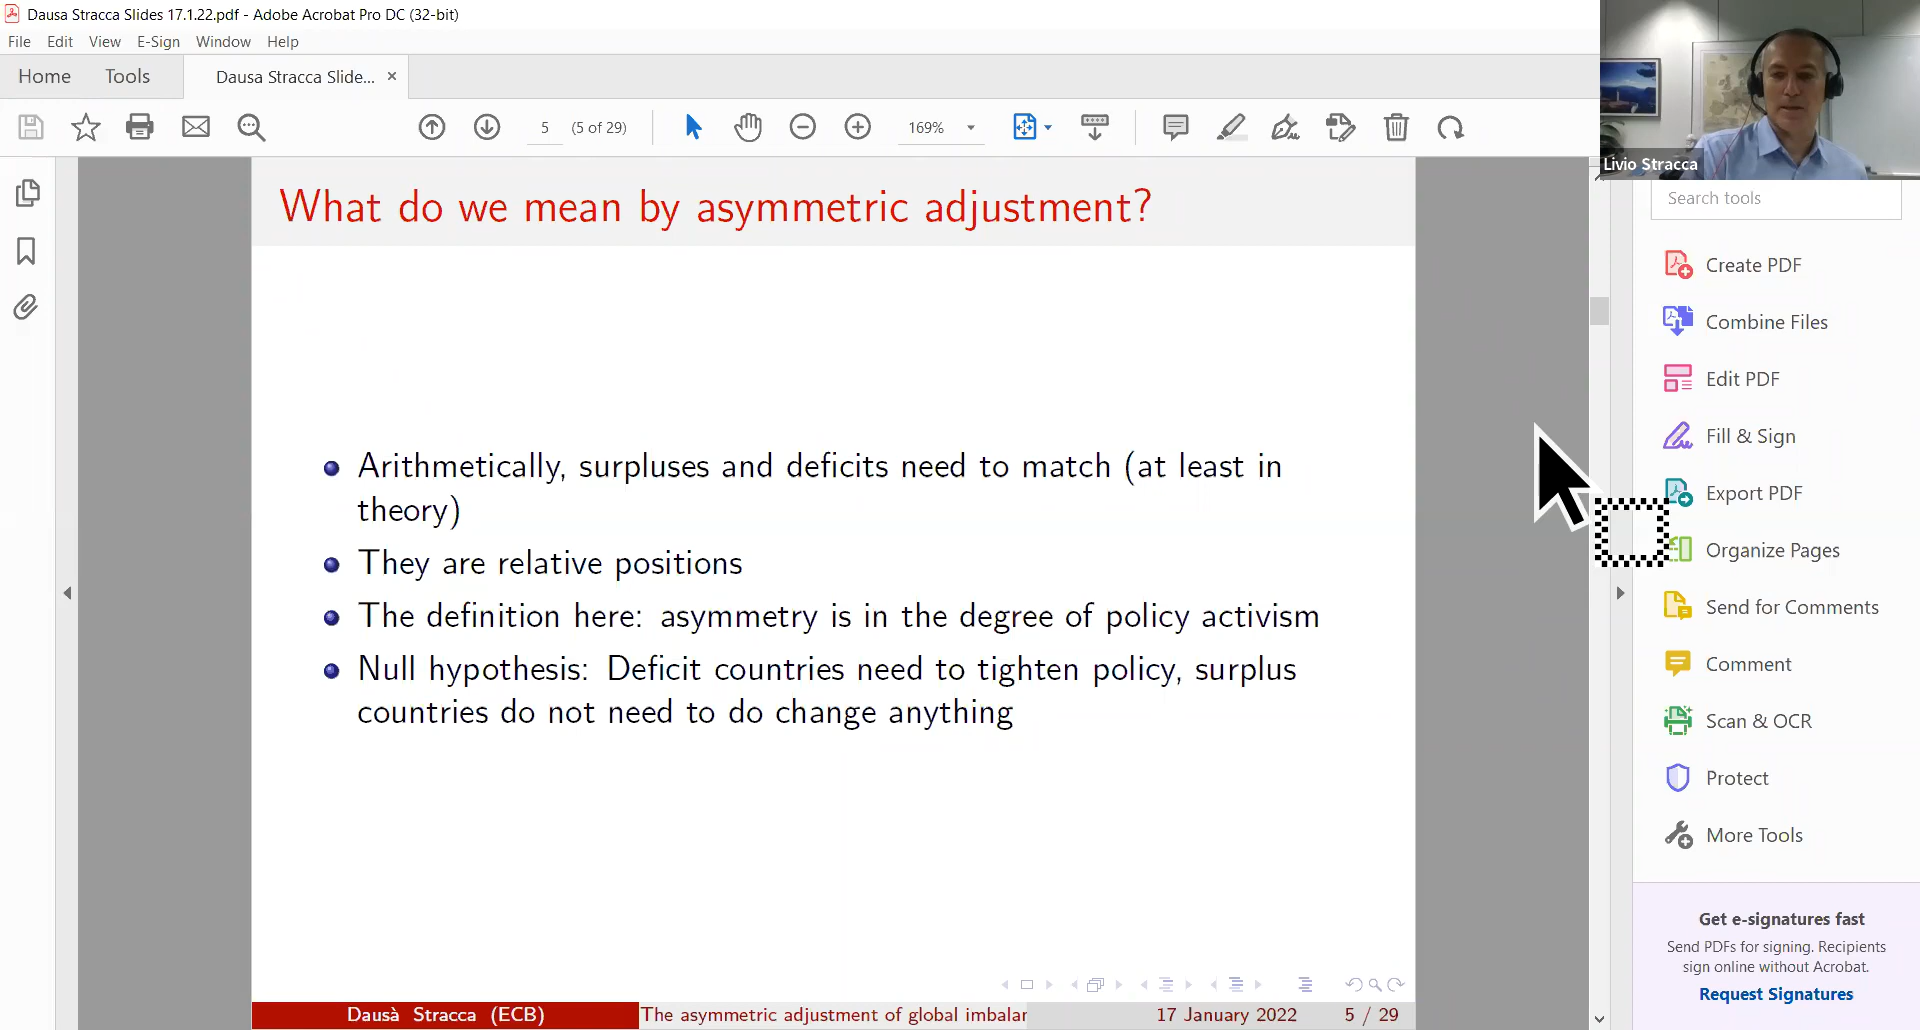 Dausa Stracca Slides 17.1.22.pdf - Adobe Acrobat Pro DC (32-bit)
File Edit View E-Sign Window Help
Home Tools Dausa Stracca Slide... ×
5 (5 of 29) 169%
Livio Stracca
What do we mean by asymmetric adjustment?
Arithmetically, surpluses and deficits need to match (at least in
theory)
They are relative positions
The definition here: asymmetry is in the degree of policy activism
Null hypothesis: Deficit countries need to tighten policy, surplus
countries do not need to do change anything
Dausà Stracca (ECB) The asymmetric adjustment of global imbalan 17 January 2022 5 / 29
Search tools
Create PDF
Combine Files
Edit PDF
Fill & Sign
Export PDF
Organize Pages
Send for Comments
Comment
Scan & OCR
Protect
More Tools
Get e-signatures fast
Send PDFs for signing. Recipients
sign online without Acrobat.
Request Signatures